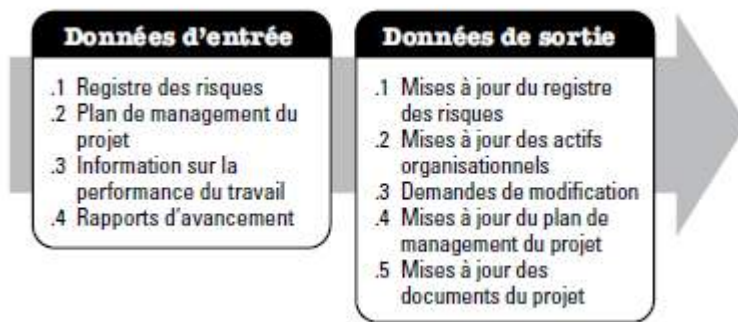 Données d'entrée
.1 Registre des risques
.2 Plan de management du
projet
.3 Information sur la
performance du travail
.4 Rapports d'avancement
Données de sortie
.1 Mises à jour du registre
des risques
.2 Mises à jour des actifs
organisationnels
.3 Demandes de modification
.4 Mises à jour du plan de
management du projet
.5 Mises à jour des
documents du projet